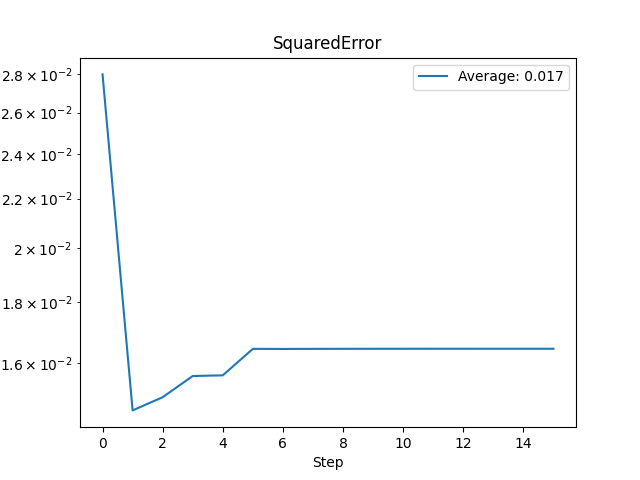 SquaredError
Average: 0.017
2.8 × 10⁻²
2.6 × 10⁻²
2.4 × 10⁻²
2.2 × 10⁻²
2 × 10⁻²
1.8 × 10⁻²
1.6 × 10⁻²
0 2 4 6 8 10 12 14
Step